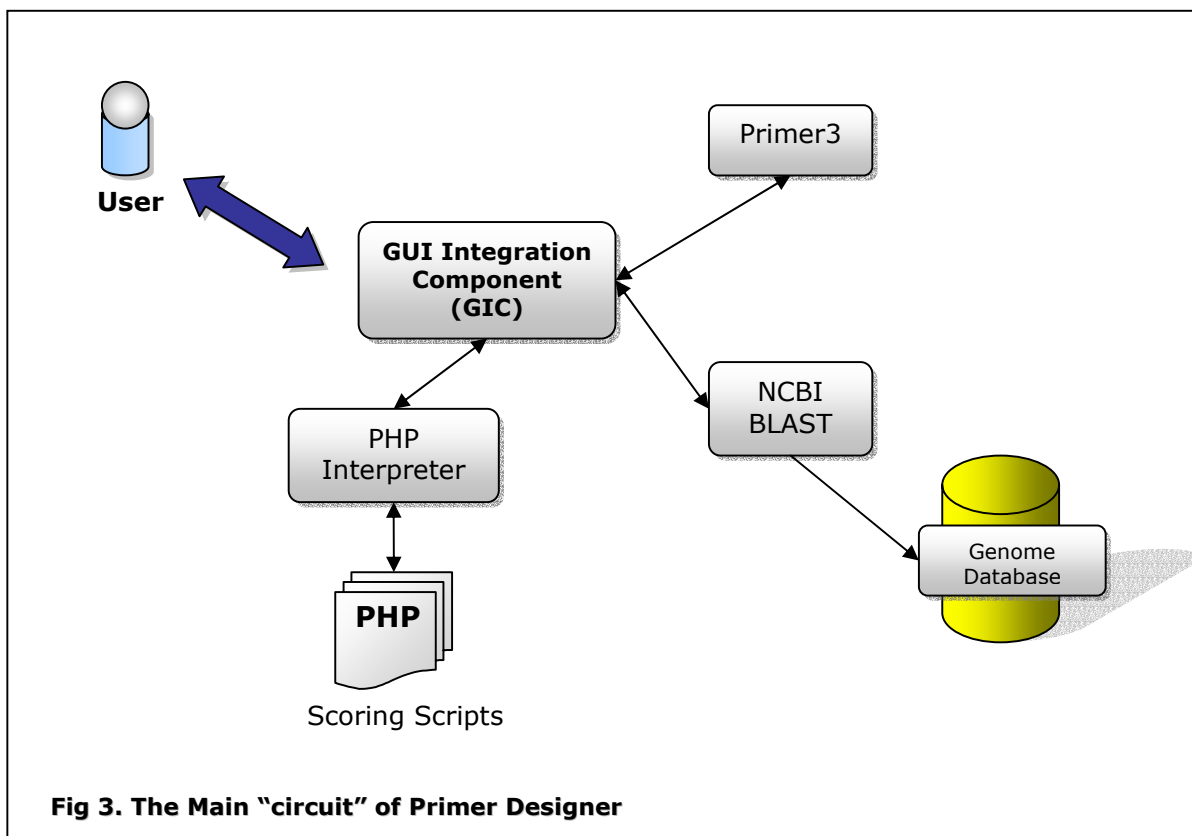 User
Primer3
GUI Integration
Component
(GIC)
NCBI
BLAST
PHP
Interpreter
Genome
Database
PHP
Scoring Scripts
Fig 3. The Main “circuit” of Primer Designer